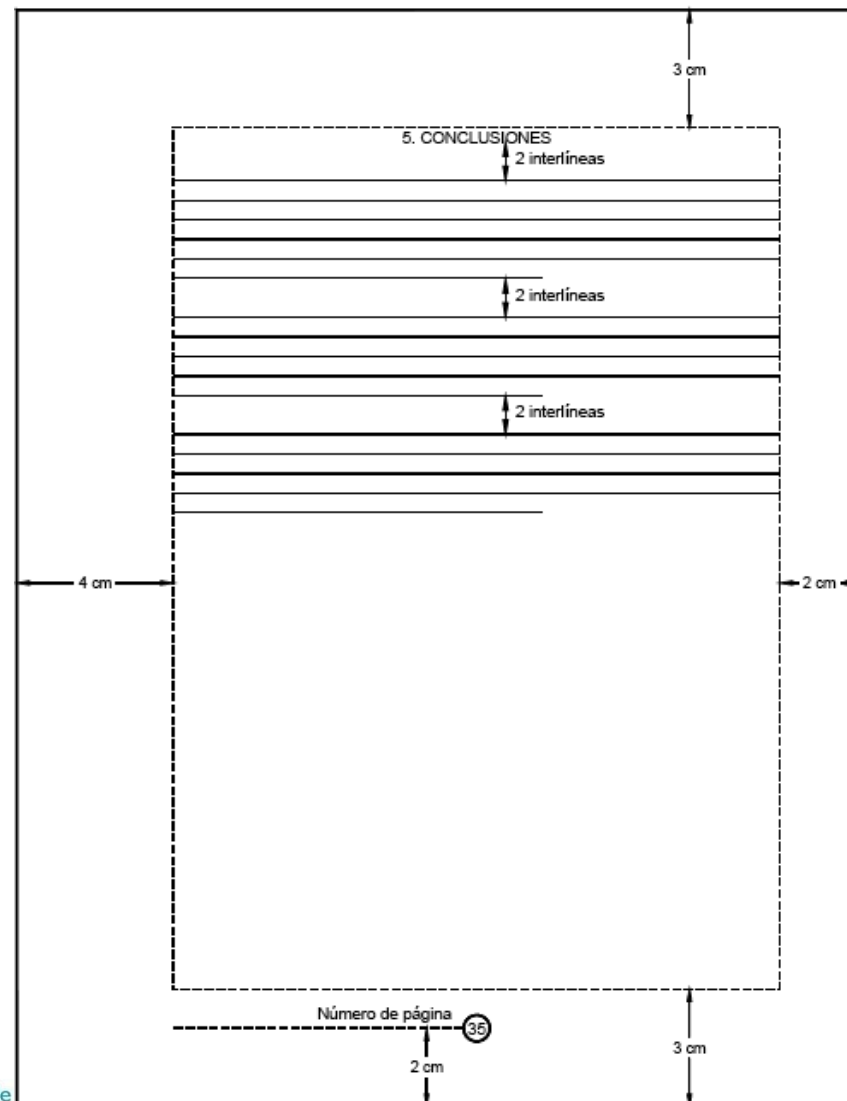 3 cm
5. CONCLUSIONES
2 interlíneas
2 interlíneas
2 interlíneas
4 cm
2 cm
Número de página
35
3 cm
2 cm
e